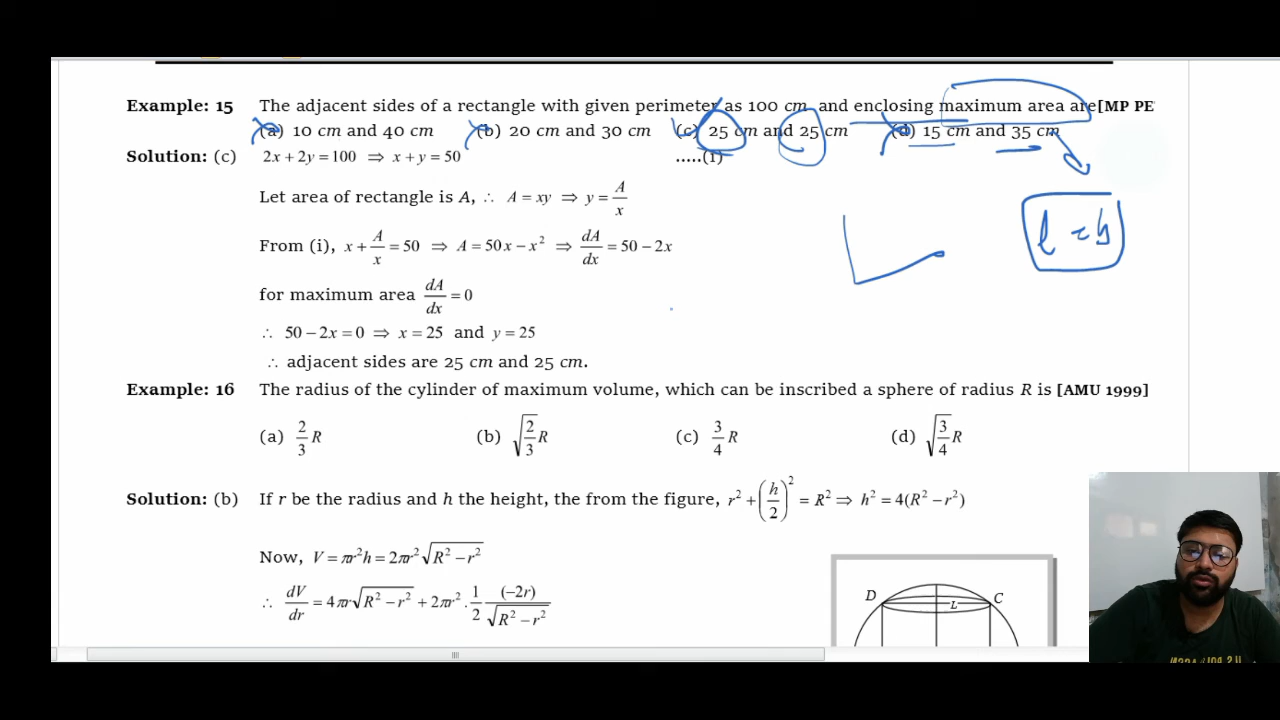 Example: 15 The adjacent sides of a rectangle with given perimeter as 100 cm and enclosing maximum area are [MP PE
(a) 10 cm and 40 cm (b) 20 cm and 30 cm (c) 25 cm and 25 cm (d) 15 cm and 35 cm
Solution: (c) 2x + 2y = 100 ⇒ x + y = 50 .....(i)
Let area of rectangle is A, ∴ A = xy ⇒ y = A/x
l = b
From (i), x + A/x = 50 ⇒ A = 50x − x² ⇒ dA/dx = 50 − 2x
for maximum area dA/dx = 0
∴ 50 − 2x = 0 ⇒ x = 25 and y = 25
∴ adjacent sides are 25 cm and 25 cm.
Example: 16 The radius of the cylinder of maximum volume, which can be inscribed a sphere of radius R is [AMU 1999]
(a) 2/3 R (b) √(2/3) R (c) 3/4 R (d) √(3/4) R
Solution: (b) If r be the radius and h the height, the from the figure, r² + (h/2)² = R² ⇒ h² = 4(R² − r²)
Now, V = πr²h = 2πr²√(R² − r²)
∴ dV/dr = 4πr√(R² − r²) + 2πr² . 1/2 (−2r)/√(R² − r²)
D L C